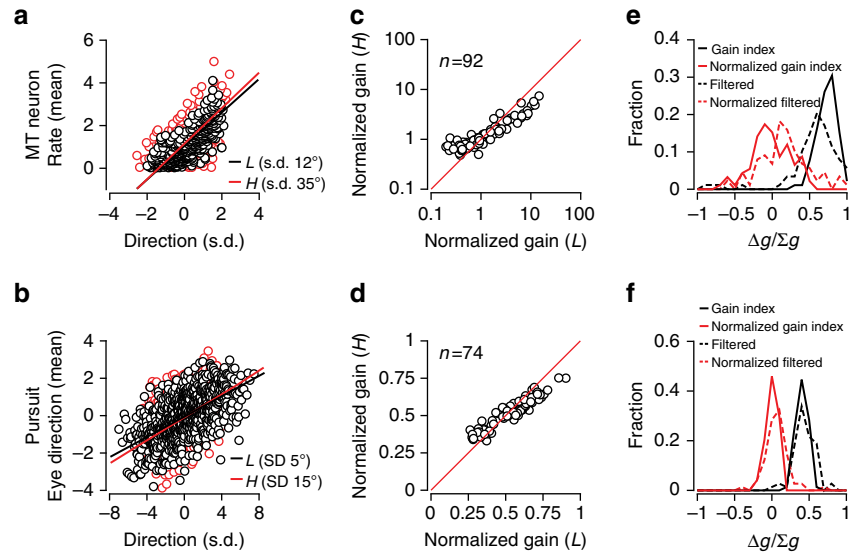 a
MT neuron
Rate (mean)
6
4
2
0
L (s.d. 12°)
H (s.d. 35°)
−4 −2 0 2 4
Direction (s.d.)
c
Normalized gain (H)
100
10
1
0.1
n=92
0.1 1 10 100
Normalized gain (L)
e
Fraction
0.4
0.3
0.2
0.1
0
Gain index
Normalized gain index
Filtered
Normalized filtered
−1 −0.5 0 0.5 1
Δg/Σg
b
Pursuit
Eye direction (mean)
4
2
0
−2
−4
L (SD 5°)
H (SD 15°)
−8 −4 0 4 8
Direction (s.d.)
d
Normalized gain (H)
1
0.75
0.50
0.25
0
n=74
0 0.25 0.5 0.75 1
Normalized gain (L)
f
Fraction
0.6
0.4
0.2
0
Gain index
Normalized gain index
Filtered
Normalized filtered
−1 −0.5 0 0.5 1
Δg/Σg